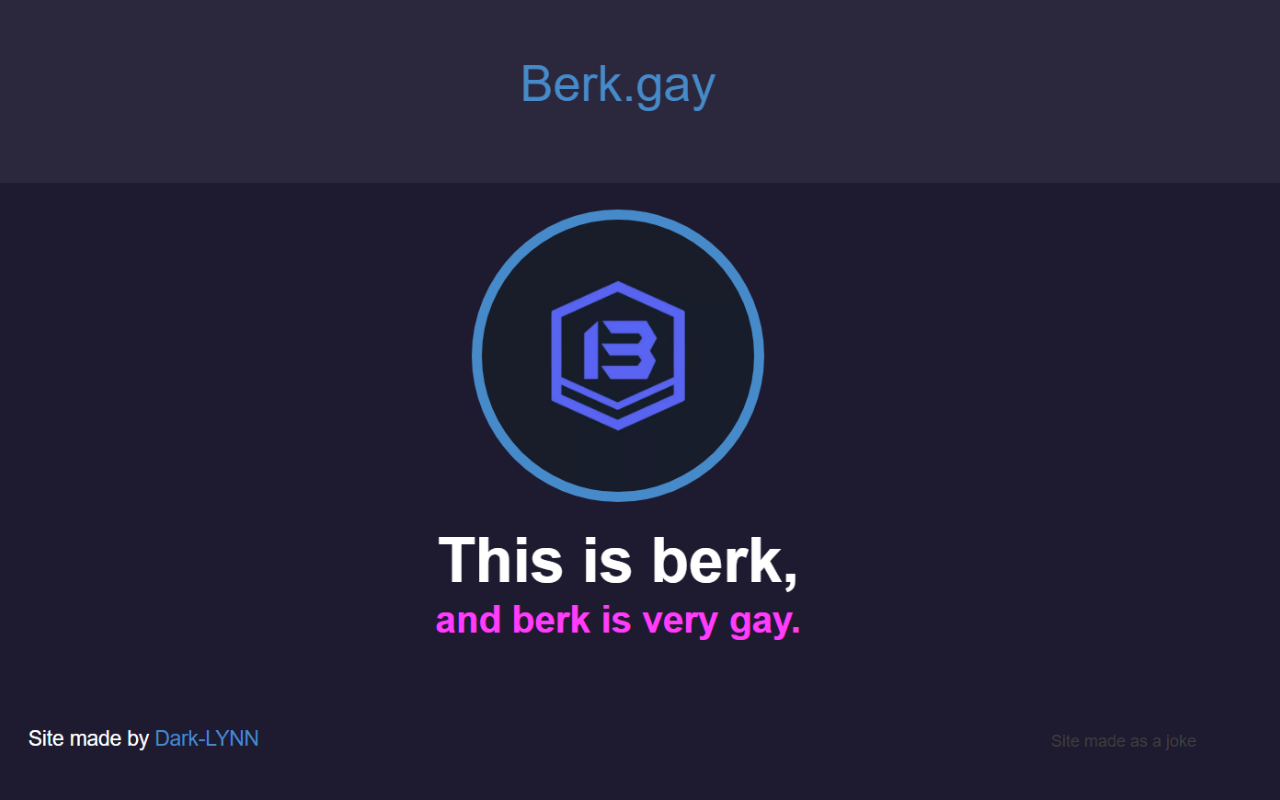 Berk.gay
B
This is berk,
and berk is very gay.
Site made by Dark-LYNN
Site made as a joke